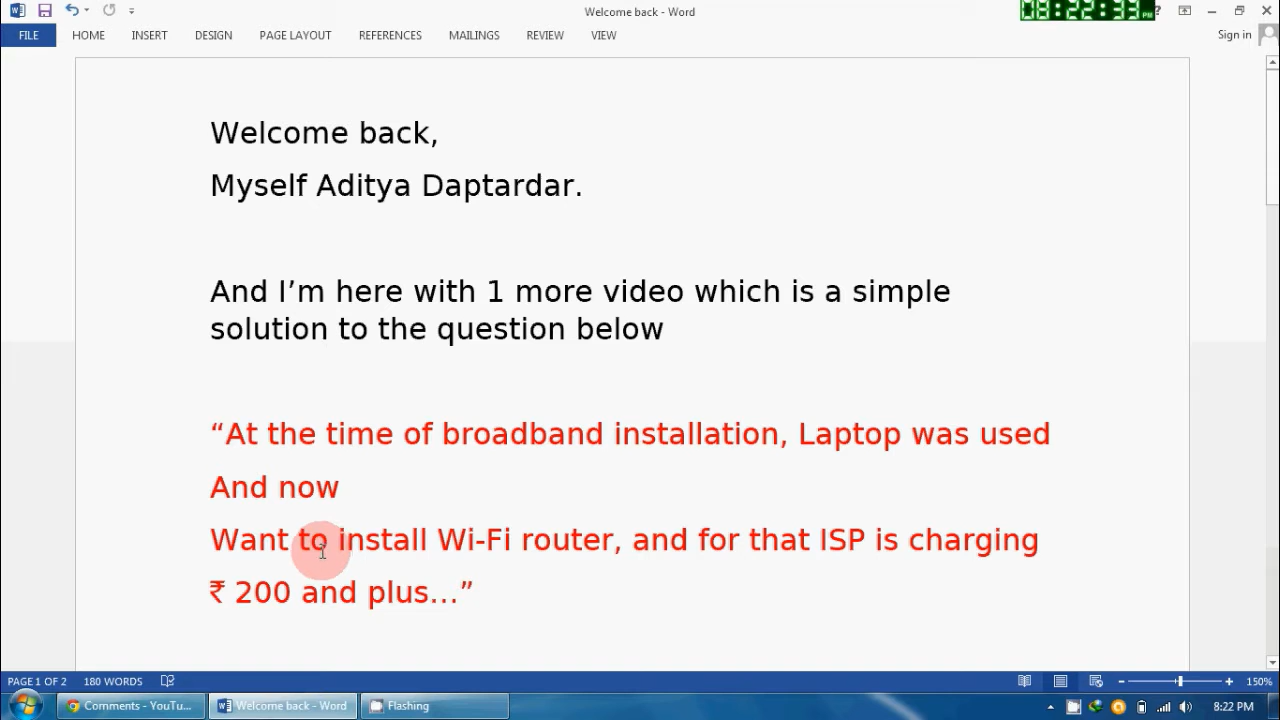 Welcome back - Word
08:22:33 PM
?
FILE HOME INSERT DESIGN PAGE LAYOUT REFERENCES MAILINGS REVIEW VIEW
Sign in
Welcome back,
Myself Aditya Daptardar.
And I’m here with 1 more video which is a simple
solution to the question below
“At the time of broadband installation, Laptop was used
And now
Want to install Wi-Fi router, and for that ISP is charging
₹ 200 and plus…”
PAGE 1 OF 2 180 WORDS 150%
Comments - YouTu... Welcome back - Word Flashing 8:22 PM